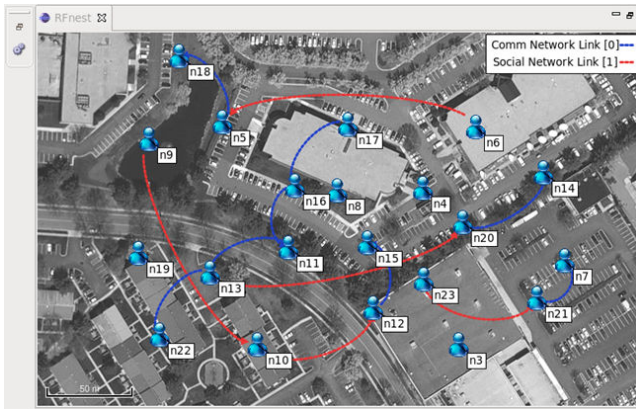 RFnest
Comm Network Link [0]
Social Network Link [1]
n18
n5
n17
n6
n9
n16
n8
n4
n14
n20
n11
n15
n19
n13
n23
n7
n21
n12
n22
n10
n3
50 m